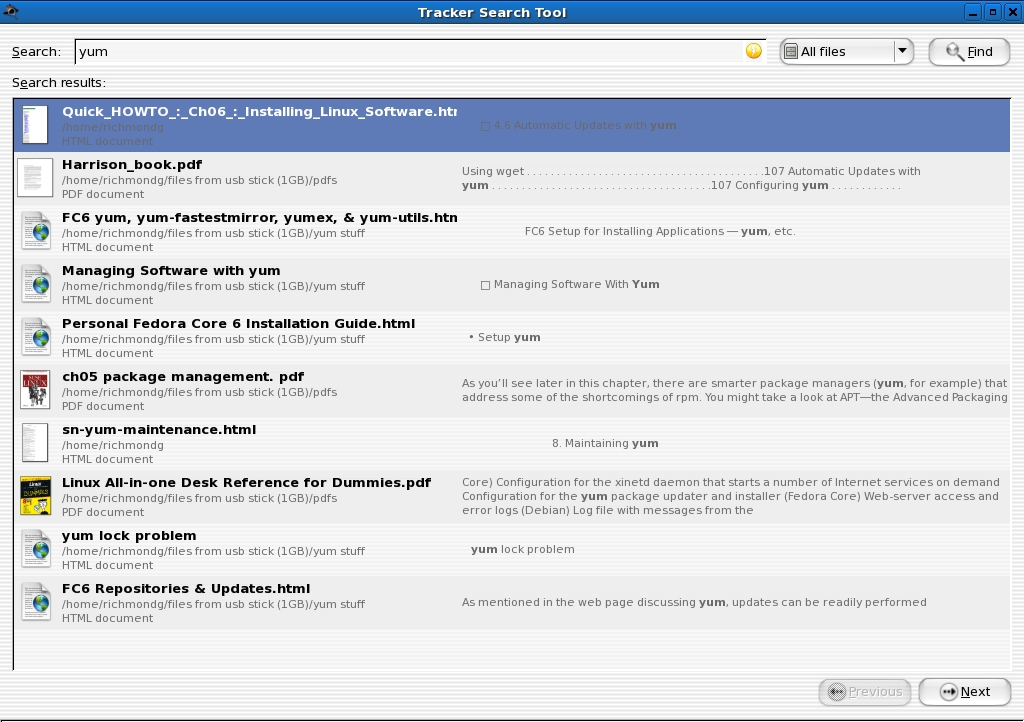 Tracker Search Tool
Search: yum All files Find
Search results:
Quick_HOWTO_:_Ch06_:_Installing_Linux_Software.htm
/home/richmondg
HTML document
□ 4.6 Automatic Updates with yum
Harrison_book.pdf
/home/richmondg/files from usb stick (1GB)/pdfs
PDF document
Using wget . . . . . . . . . . . . . . . . . . . . . . . . . . . . . . . . . . . . . . .107 Automatic Updates with
yum . . . . . . . . . . . . . . . . . . . . . . . . . . . . . . . . . . . .107 Configuring yum . . . . . . . . . . . .
FC6 yum, yum-fastestmirror, yumex, & yum-utils.htm
/home/richmondg/files from usb stick (1GB)/yum stuff
HTML document
FC6 Setup for Installing Applications — yum, etc.
Managing Software with yum
/home/richmondg/files from usb stick (1GB)/yum stuff
HTML document
□ Managing Software With Yum
Personal Fedora Core 6 Installation Guide.html
/home/richmondg/files from usb stick (1GB)/yum stuff
HTML document
• Setup yum
ch05 package management. pdf
/home/richmondg/files from usb stick (1GB)/pdfs
PDF document
As you’ll see later in this chapter, there are smarter package managers (yum, for example) that
address some of the shortcomings of rpm. You might take a look at APT—the Advanced Packaging
sn-yum-maintenance.html
/home/richmondg
HTML document
8. Maintaining yum
Linux All-in-one Desk Reference for Dummies.pdf
/home/richmondg/files from usb stick (1GB)/pdfs
PDF document
Core) Configuration for the xinetd daemon that starts a number of Internet services on demand
Configuration for the yum package updater and installer (Fedora Core) Web-server access and
error logs (Debian) Log file with messages from the
yum lock problem
/home/richmondg/files from usb stick (1GB)/yum stuff
HTML document
yum lock problem
FC6 Repositories & Updates.html
/home/richmondg/files from usb stick (1GB)/yum stuff
HTML document
As mentioned in the web page discussing yum, updates can be readily performed
Previous Next